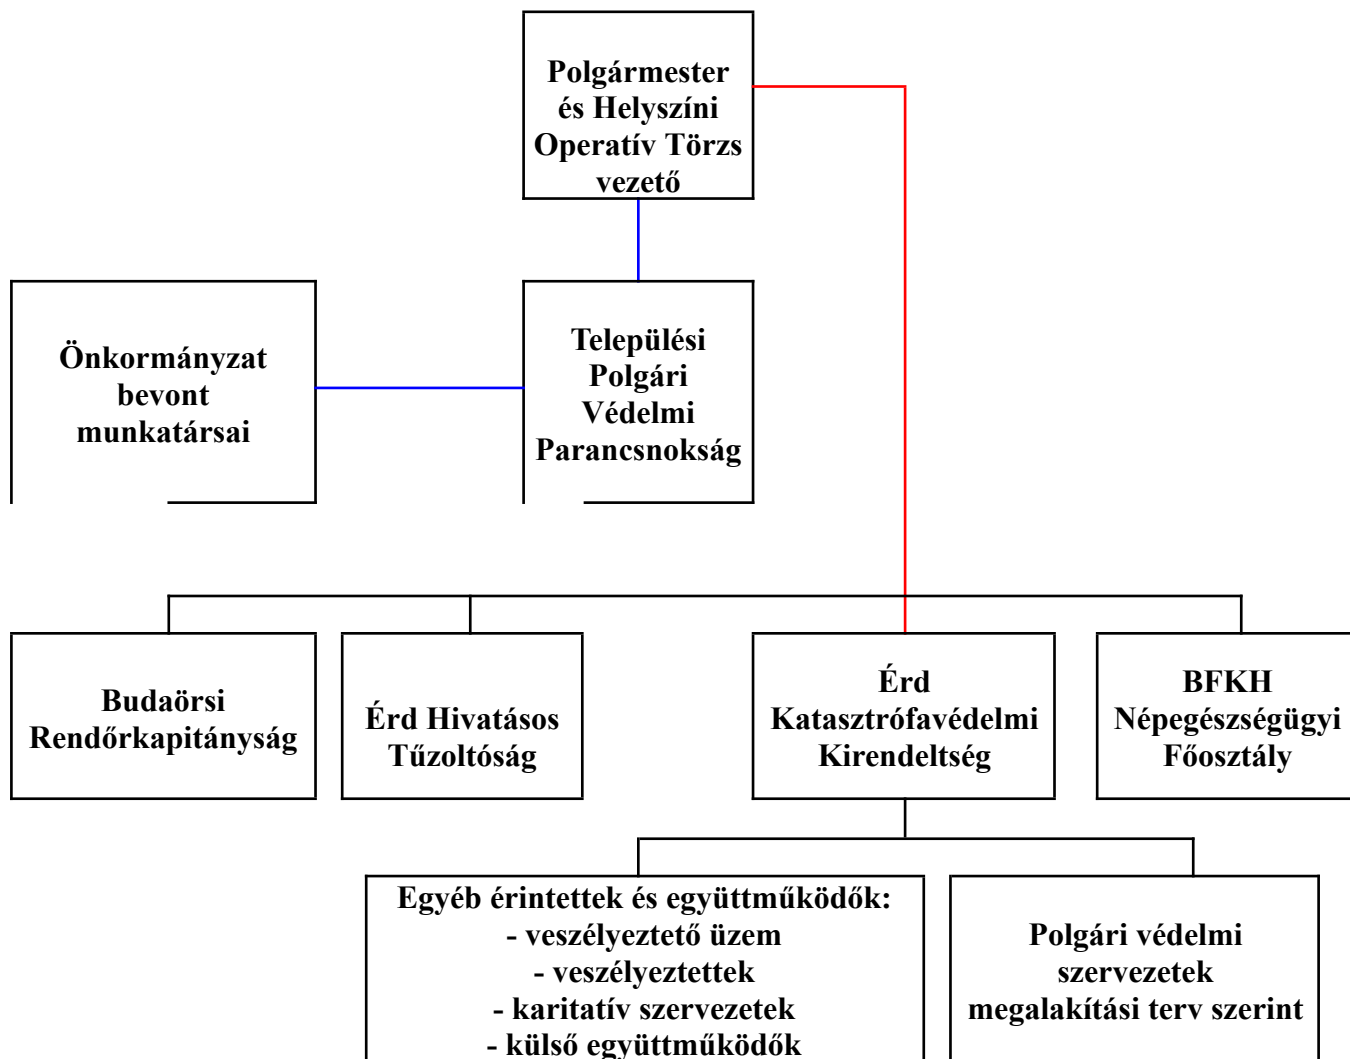 Polgármester
és Helyszíni
Operatív Törzs
vezető
Önkormányzat
bevont
munkatársai
Települési
Polgári
Védelmi
Parancsnokság
Budaörsi
Rendőrkapitányság
Érd Hivatásos
Tűzoltóság
Érd
Katasztrófavédelmi
Kirendeltség
BFKH
Népegészségügyi
Főosztály
Egyéb érintettek és együttműködők:
- veszélyeztető üzem
- veszélyeztettek
- karitatív szervezetek
- külső együttműködők
Polgári védelmi
szervezetek
megalakítási terv szerint